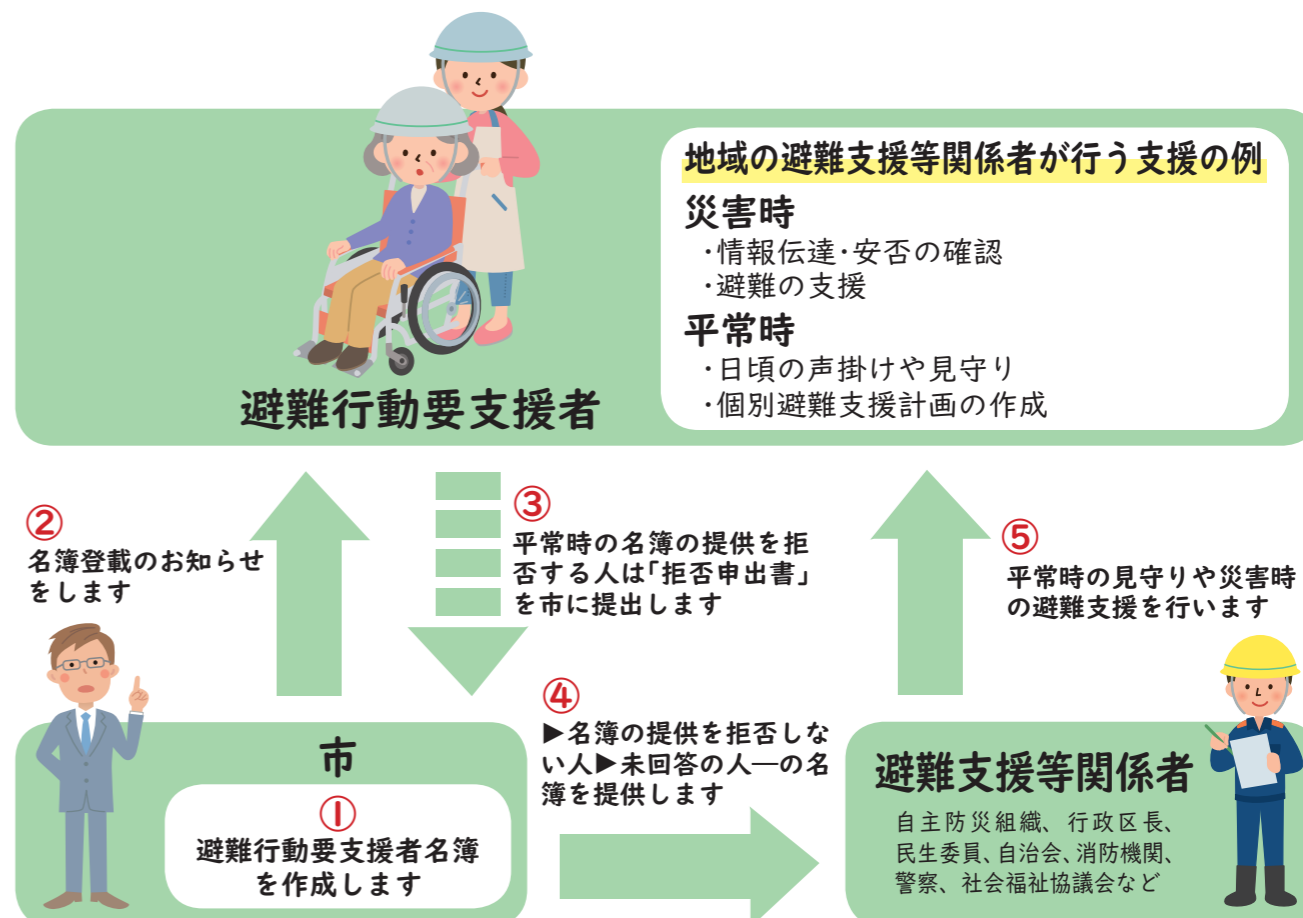 地域の避難支援等関係者が行う支援の例
災害時
・情報伝達・安否の確認
・避難の支援
平常時
・日頃の声掛けや見守り
・個別避難支援計画の作成
避難行動要支援者
②
名簿登載のお知らせ
をします
③
平常時の名簿の提供を拒
否する人は「拒否申出書」
を市に提出します
⑤
平常時の見守りや災害時
の避難支援を行います
市
①
避難行動要支援者名簿
を作成します
④
▶名簿の提供を拒否しな
い人▶未回答の人―の名
簿を提供します
避難支援等関係者
自主防災組織、行政区長、
民生委員、自治会、消防機関、
警察、社会福祉協議会など